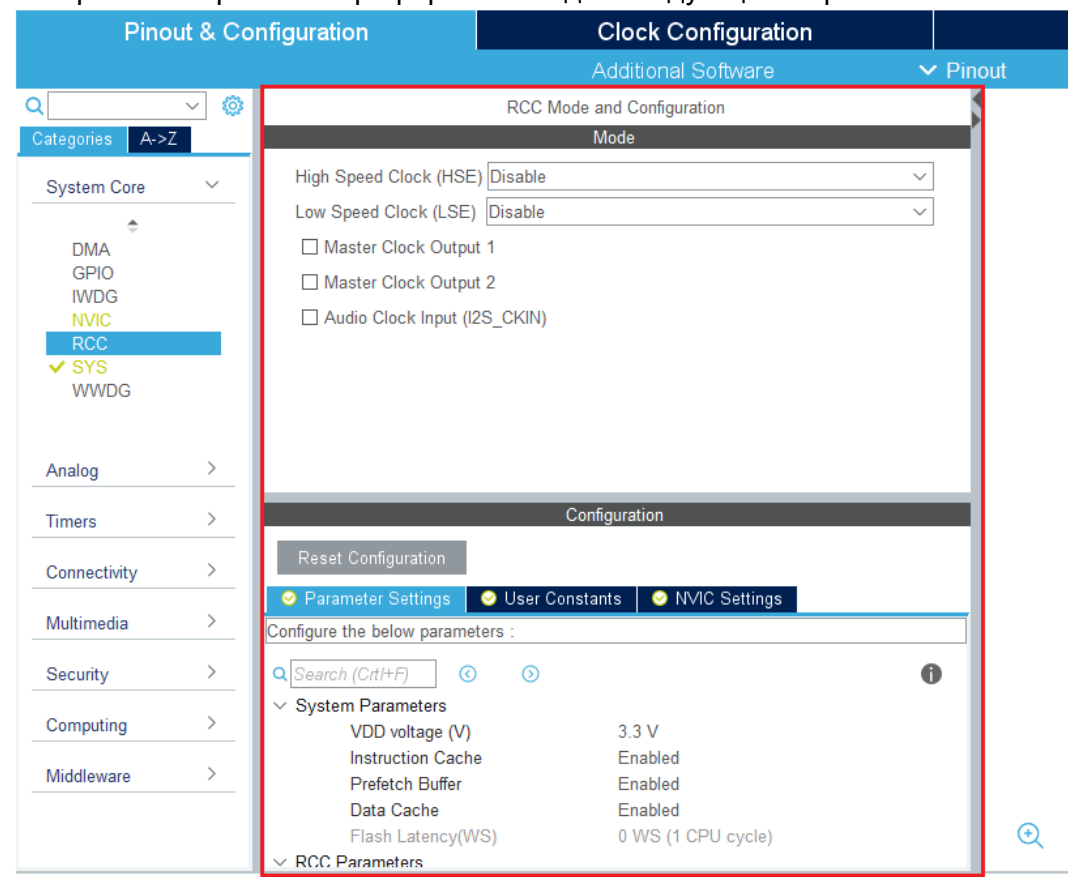 Pinout & Configuration
Clock Configuration
Additional Software
Pinout
Categories
A->Z
System Core
DMA
GPIO
IWDG
NVIC
RCC
SYS
WWDG
Analog
Timers
Connectivity
Multimedia
Security
Computing
Middleware
RCC Mode and Configuration
Mode
High Speed Clock (HSE) Disable
Low Speed Clock (LSE) Disable
Master Clock Output 1
Master Clock Output 2
Audio Clock Input (I2S_CKIN)
Configuration
Reset Configuration
Parameter Settings
User Constants
NVIC Settings
Configure the below parameters :
Search (Crtl+F)
System Parameters
VDD voltage (V) 3.3 V
Instruction Cache Enabled
Prefetch Buffer Enabled
Data Cache Enabled
Flash Latency(WS) 0 WS (1 CPU cycle)
RCC Parameters